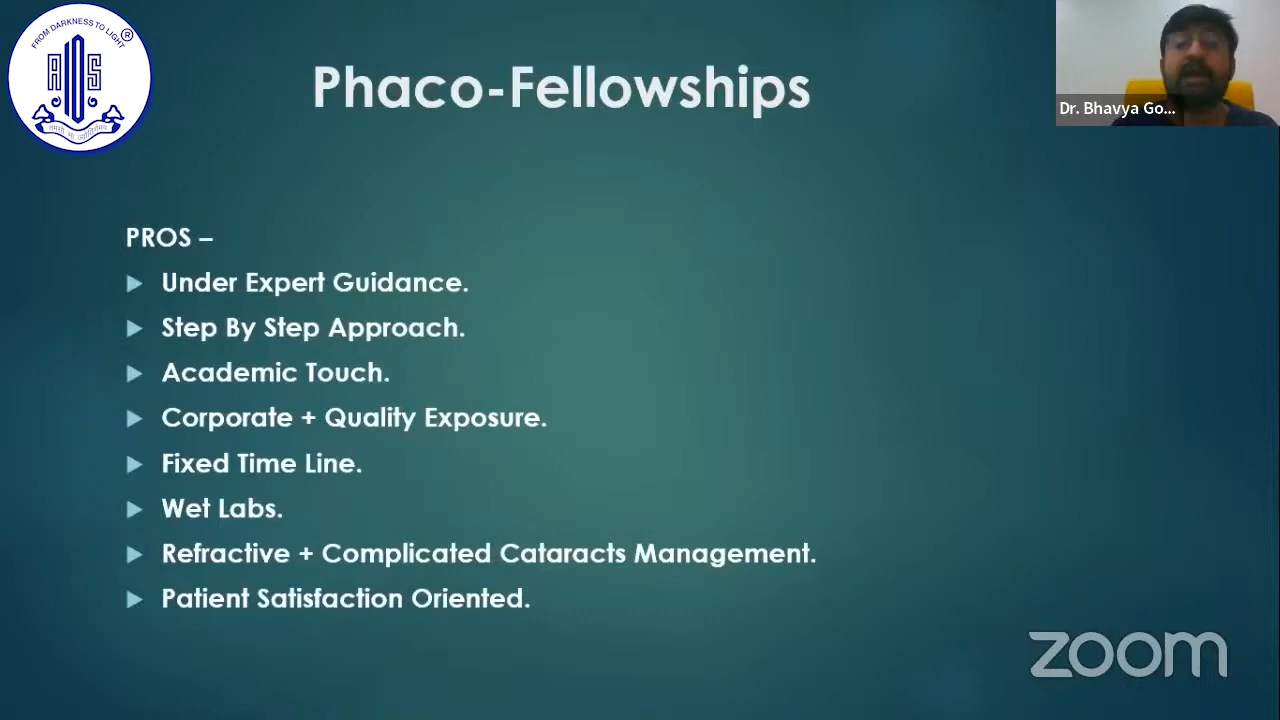 FROM DARKNESS TO LIGHT
®
AIOS
Phaco-Fellowships
Dr. Bhavya Go...
PROS –
Under Expert Guidance.
Step By Step Approach.
Academic Touch.
Corporate + Quality Exposure.
Fixed Time Line.
Wet Labs.
Refractive + Complicated Cataracts Management.
Patient Satisfaction Oriented.
zoom